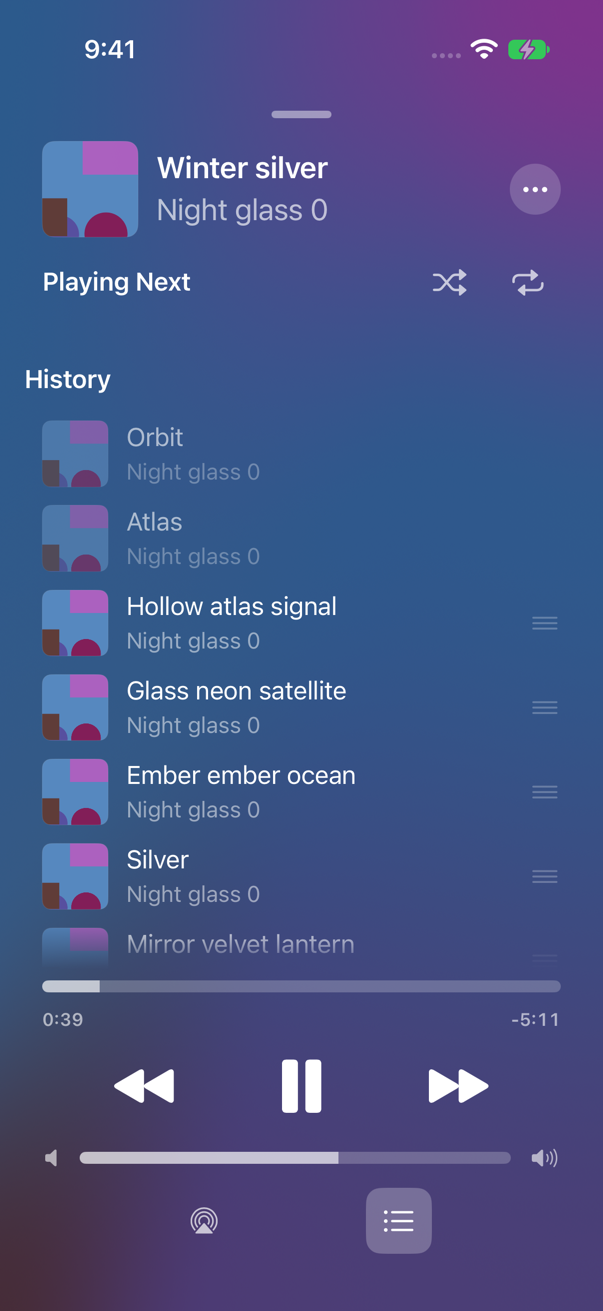 9:41
Winter silver
Night glass 0
Playing Next
History
Orbit
Night glass 0
Atlas
Night glass 0
Hollow atlas signal
Night glass 0
Glass neon satellite
Night glass 0
Ember ember ocean
Night glass 0
Silver
Night glass 0
Mirror velvet lantern
0:39
-5:11